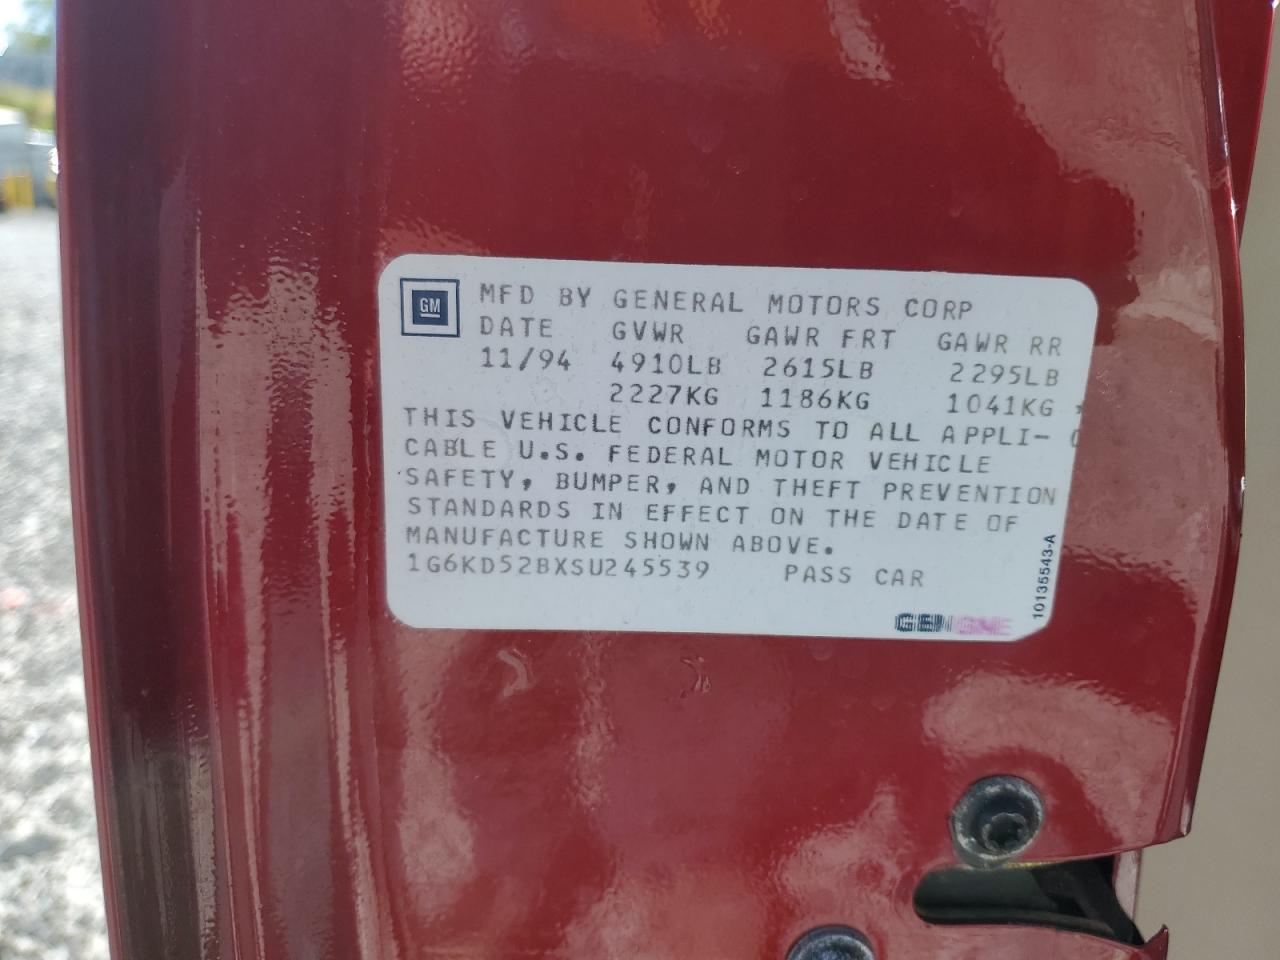 GM
MFD BY GENERAL MOTORS CORP
DATE GVWR GAWR FRT GAWR RR
11/94 4910LB 2615LB 2295LB
2227KG 1186KG 1041KG
THIS VEHICLE CONFORMS TO ALL APPLI-
CABLE U.S. FEDERAL MOTOR VEHICLE
SAFETY, BUMPER, AND THEFT PREVENTION
STANDARDS IN EFFECT ON THE DATE OF
MANUFACTURE SHOWN ABOVE.
1G6KD52BXSU245539 PASS CAR
10135543-A